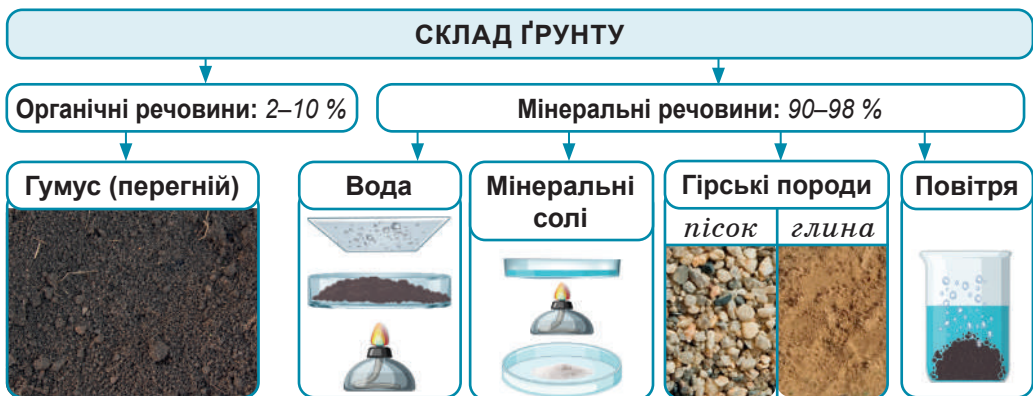 СКЛАД ҐРУНТУ
Органічні речовини: 2–10 %
Мінеральні речовини: 90–98 %
Гумус (перегній)
Вода
Мінеральні
солі
Гірські породи
пісок
глина
Повітря